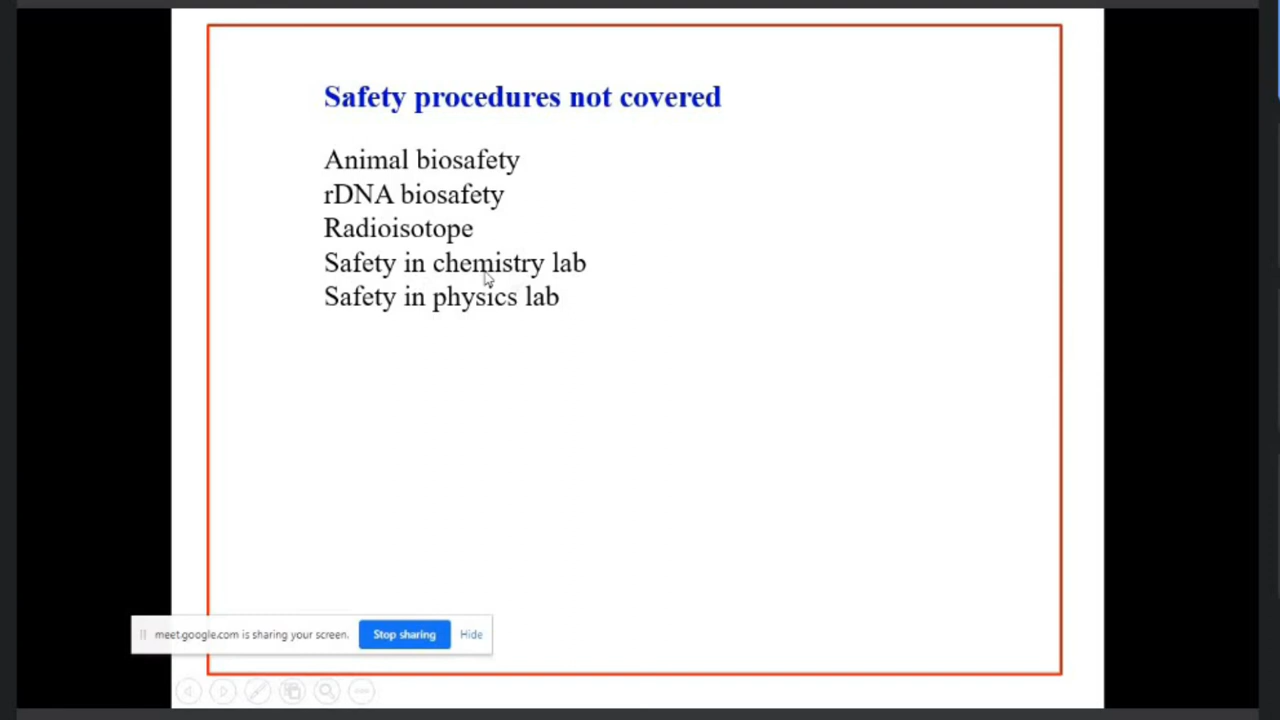 Safety procedures not covered
Animal biosafety
rDNA biosafety
Radioisotope
Safety in chemistry lab
Safety in physics lab
meet.google.com is sharing your screen. Stop sharing Hide